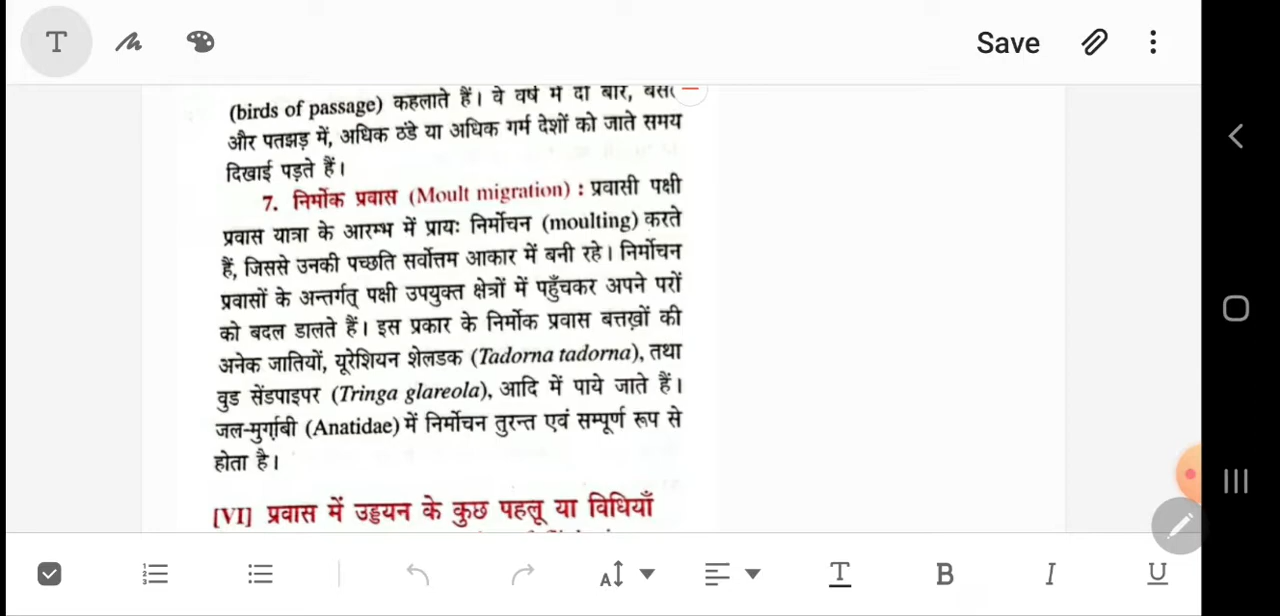 T
Save
(birds of passage) कहलाते हैं। वे वर्ष में दो बार,
और पतझड़ में, अधिक ठंडे या अधिक गर्म देशों को जाते समय
दिखाई पड़ते हैं।
7. निर्मोक प्रवास (Moult migration) : प्रवासी पक्षी
प्रवास यात्रा के आरम्भ में प्रायः निर्मोचन (moulting) करते
हैं, जिससे उनकी पच्छति सर्वोत्तम आकार में बनी रहे। निर्मोचन
प्रवासों के अन्तर्गत् पक्षी उपयुक्त क्षेत्रों में पहुँचकर अपने परों
को बदल डालते हैं। इस प्रकार के निर्मोक प्रवास बत्तख़ों की
अनेक जातियों, यूरेशियन शेलडक (Tadorna tadorna), तथा
वुड सेंडपाइपर (Tringa glareola), आदि में पाये जाते हैं।
जल-मुर्ग़ाबी (Anatidae) में निर्मोचन तुरन्त एवं सम्पूर्ण रूप से
होता है।
[VI] प्रवास में उड्डयन के कुछ पहलू या विधियाँ
A T B I U